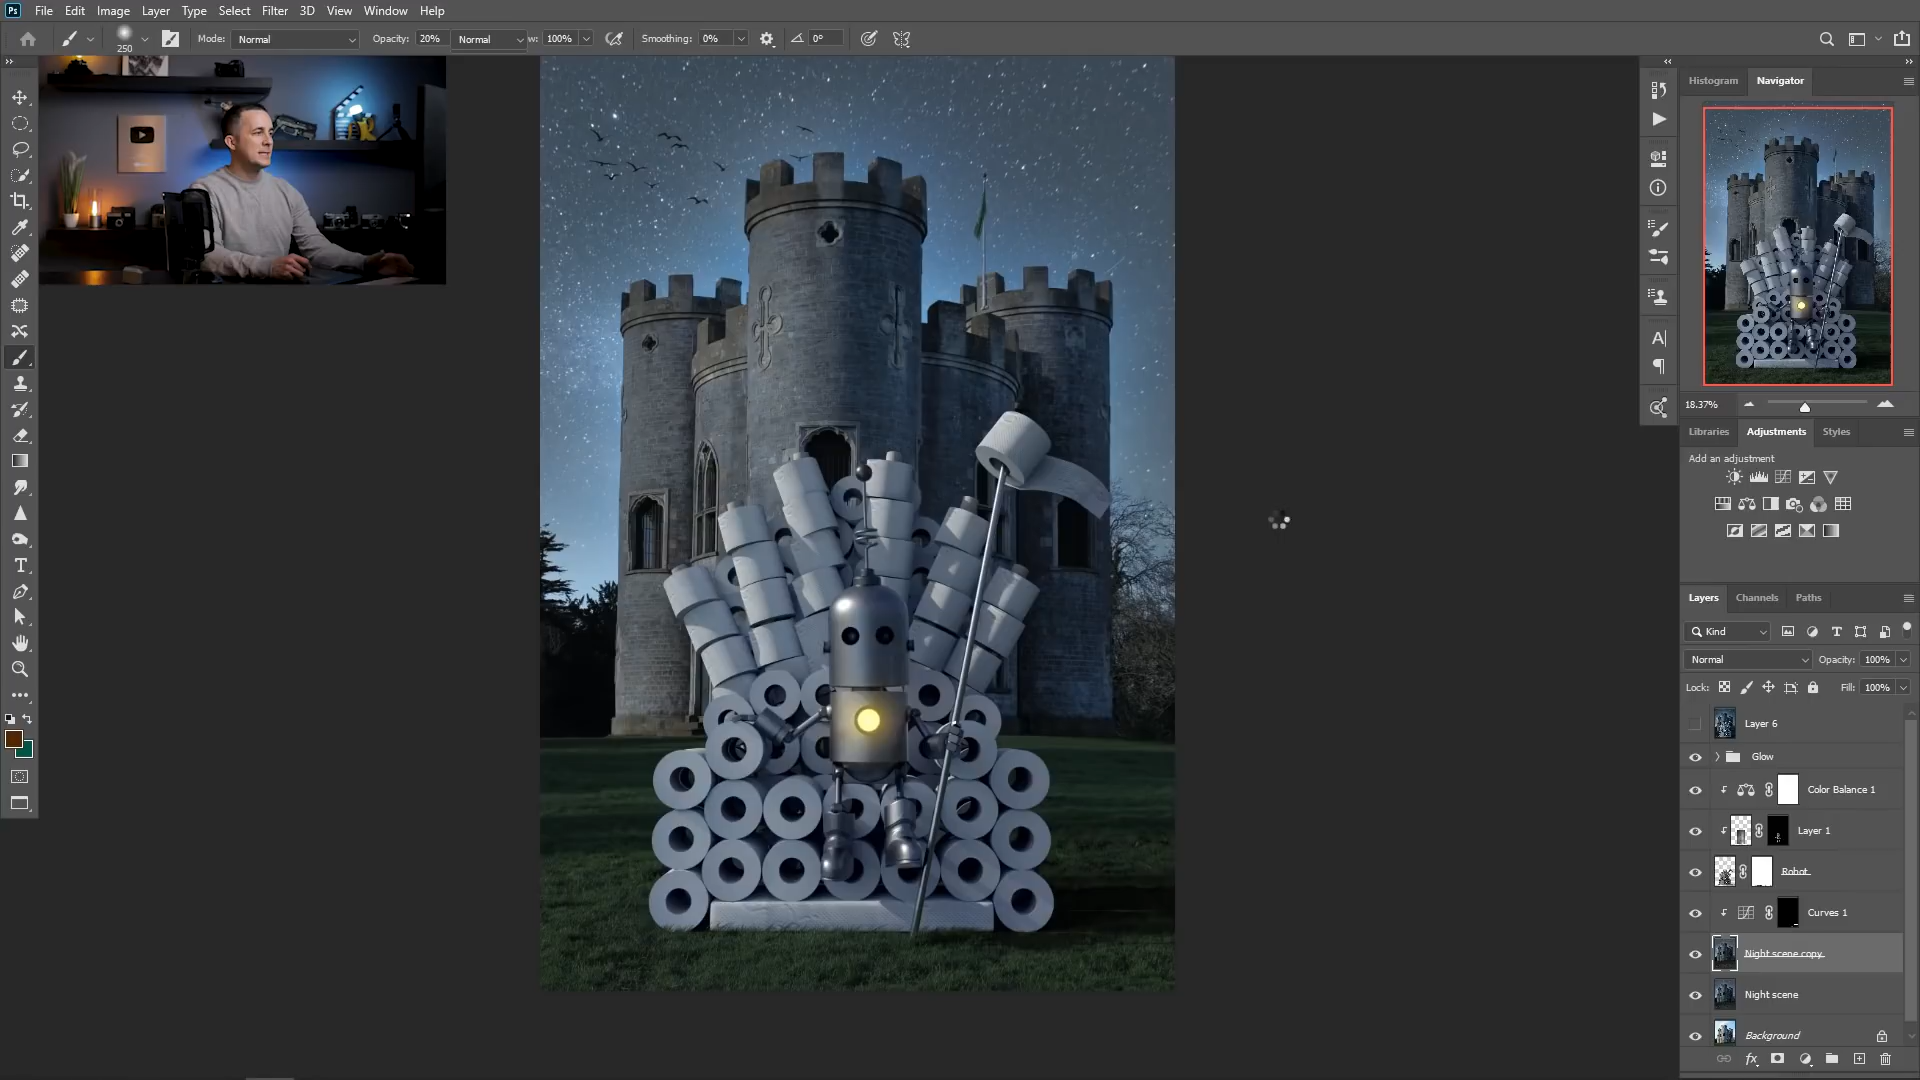 Ps File Edit Image Layer Type Select Filter 3D View Window Help
250 Mode: Normal Opacity: 20% Normal w: 100% Smoothing: 0% 0°
Histogram Navigator
18.37%
Libraries Adjustments Styles
Add an adjustment
Layers Channels Paths
Kind
Normal Opacity: 100%
Lock: Fill: 100%
Layer 6
Glow
Color Balance 1
Layer 1
Robot
Curves 1
Night scene copy
Night scene
Background